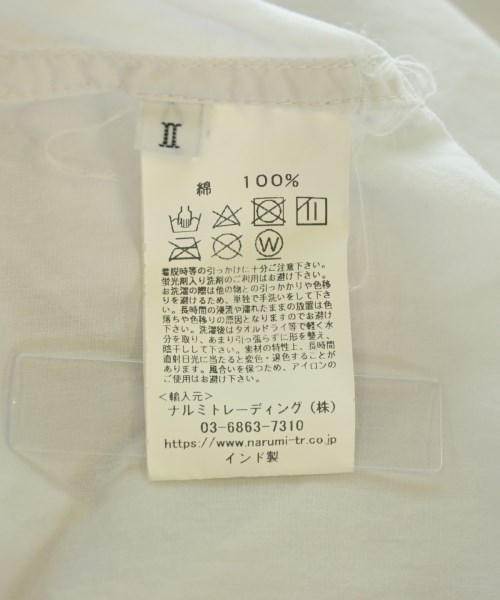 II
綿 100%
W
着脱時等の引っかけに十分ご注意下さい。
蛍光剤入り洗剤のご利用はお避け下さい。
お洗濯の際は他の物との引っかかりや色移
りを避けるため、単独で手洗いをして下さ
い。長時間の浸漬や濡れたままの放置は色
落ちや色移りの原因となりますのでお避け
下さい。洗濯後はタオルドライ等で軽く水
分を取り、あまり引っ張らずに形を整え、
陰干しして下さい。素材の特性上、長時間
直射日光に当たると変色・退色することが
あります。風合いを保つため、アイロンの
ご使用はお避け下さい。
＜輸入元＞
ナルミトレーディング（株）
03-6863-7310
https://www.narumi-tr.co.jp
インド製